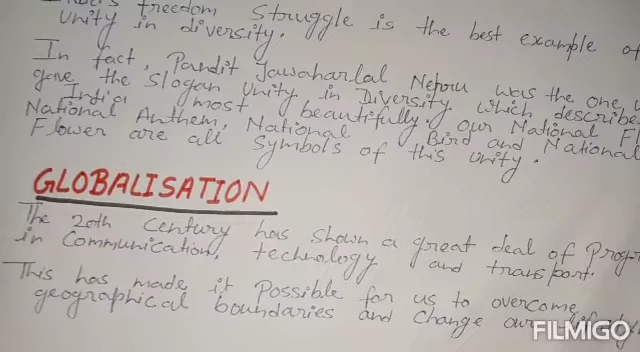 freedom struggle is the best example of
unity in diversity.
In fact, Pandit Jawaharlal Nehru was the one,
gave the slogan Unity in Diversity which describe
India most beautifully. our National Fl
National Anthem, National Bird and National
Flower are all symbols of this unity.
GLOBALISATION
The 20th Century has shown a great deal of Progr
in Communication, technology and transport.
This has made it Possible for us to overcome
geographical boundaries and change our
FILMIGO